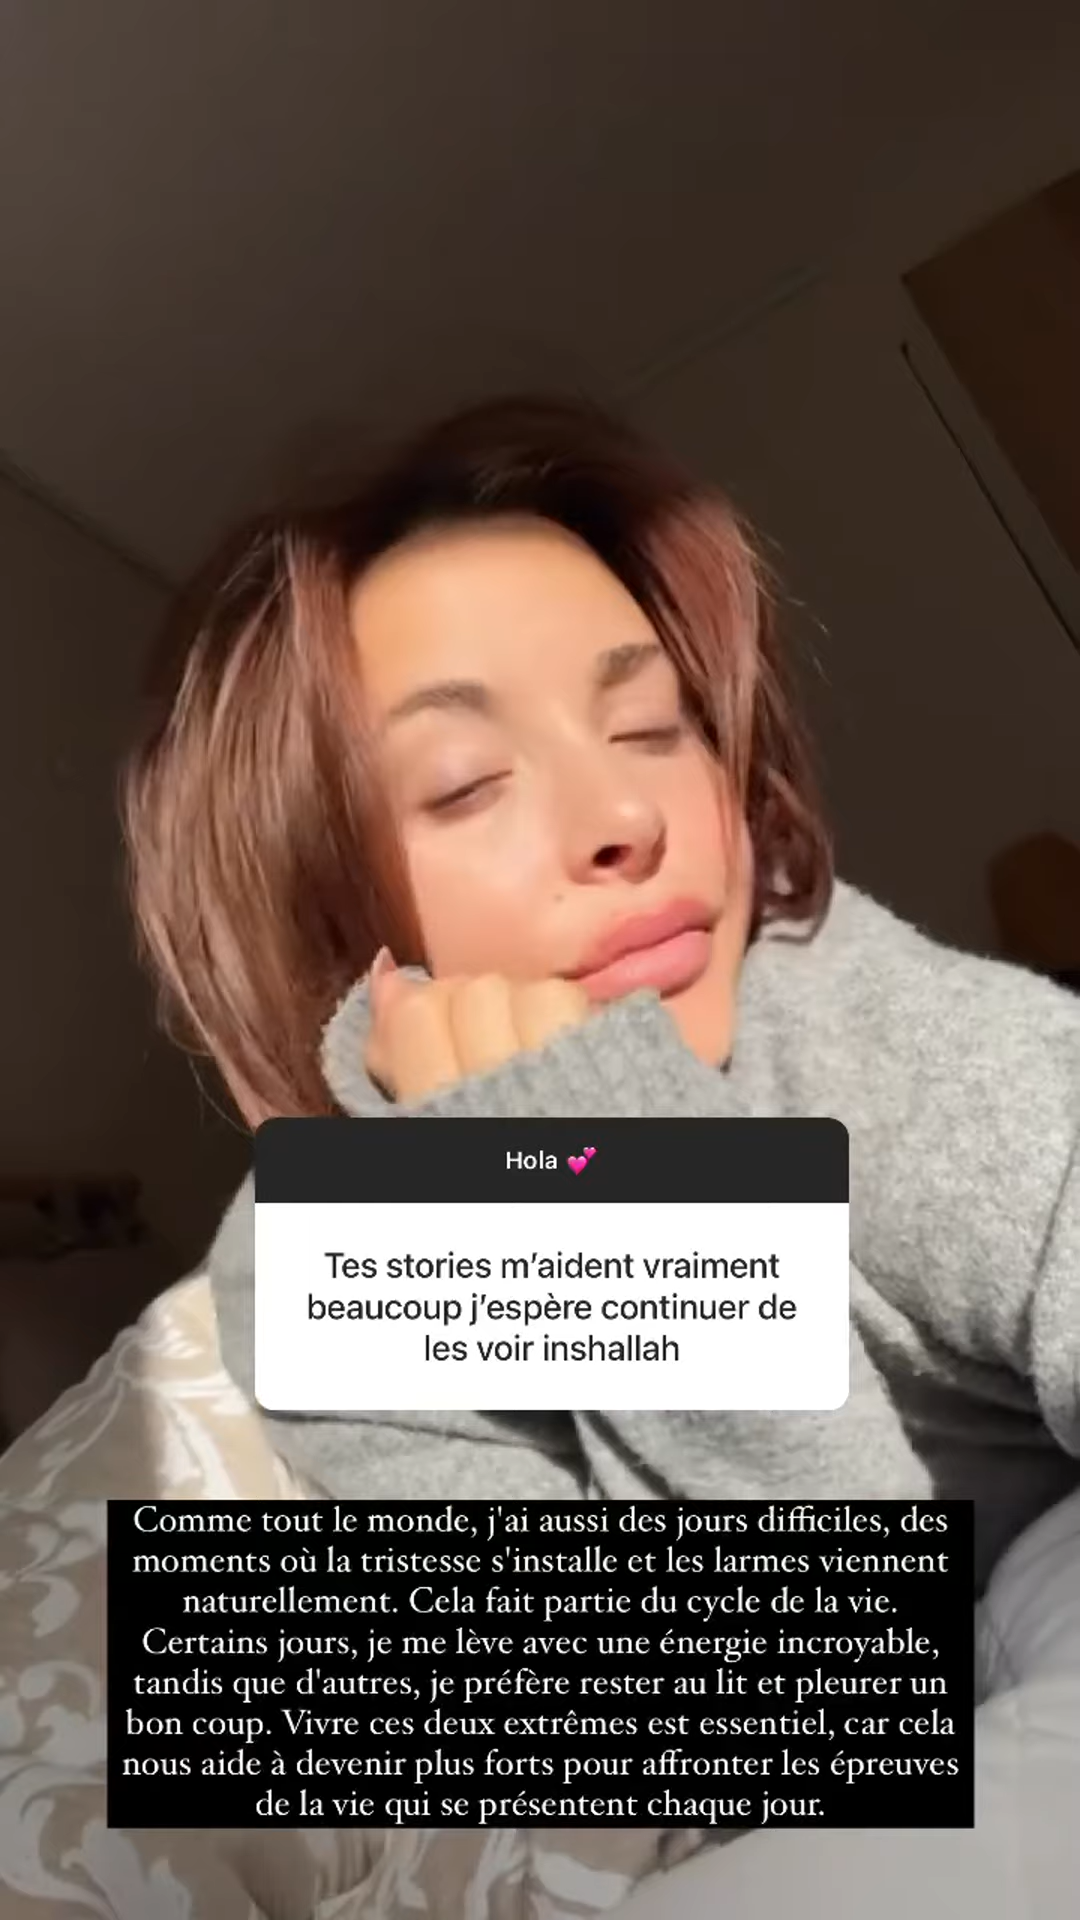 Hola 💕
Tes stories m’aident vraiment
beaucoup j’espère continuer de
les voir inshallah
Comme tout le monde, j'ai aussi des jours difficiles, des
moments où la tristesse s'installe et les larmes viennent
naturellement. Cela fait partie du cycle de la vie.
Certains jours, je me lève avec une énergie incroyable,
tandis que d'autres, je préfère rester au lit et pleurer un
bon coup. Vivre ces deux extrêmes est essentiel, car cela
nous aide à devenir plus forts pour affronter les épreuves
de la vie qui se présentent chaque jour.